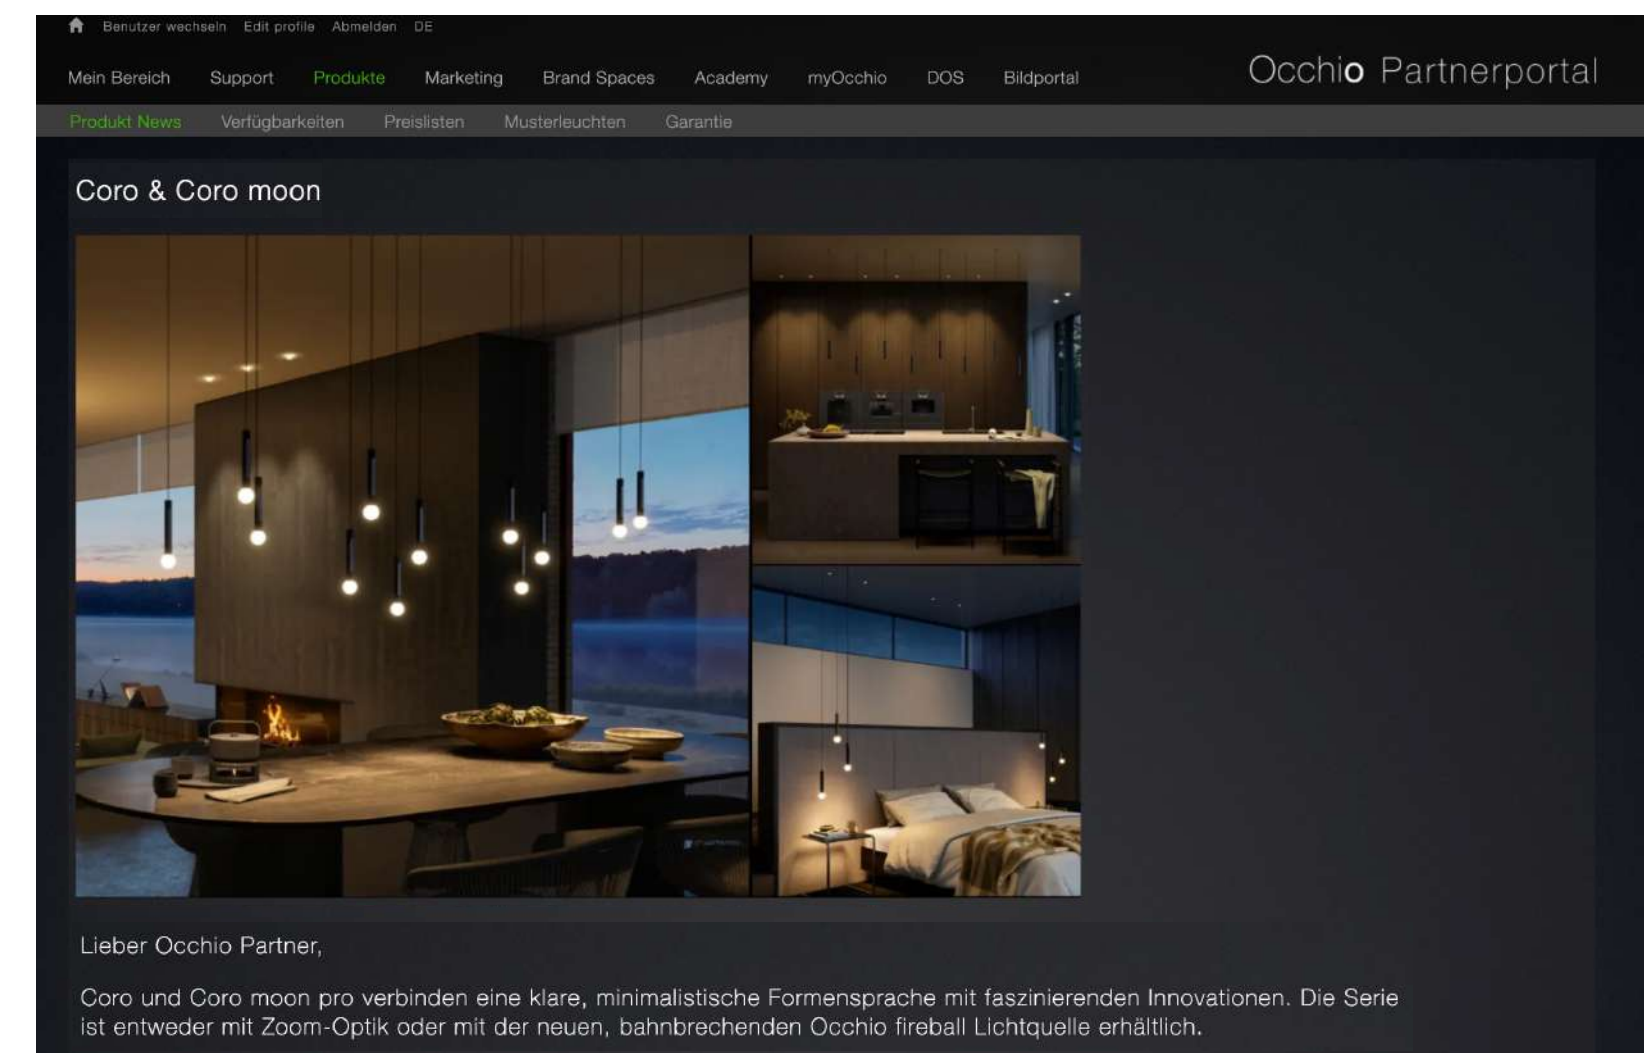 Benutzer wechseln Edit profile Abmelden DE
Occhio Partnerportal
Mein Bereich Support Produkte Marketing Brand Spaces Academy myOcchio DOS Bildportal
Produkt News Verfügbarkeiten Preislisten Musterleuchten Garantie
Coro & Coro moon
Lieber Occhio Partner,
Coro und Coro moon pro verbinden eine klare, minimalistische Formensprache mit faszinierenden Innovationen. Die Serie
ist entweder mit Zoom-Optik oder mit der neuen, bahnbrechenden Occhio fireball Lichtquelle erhältlich.